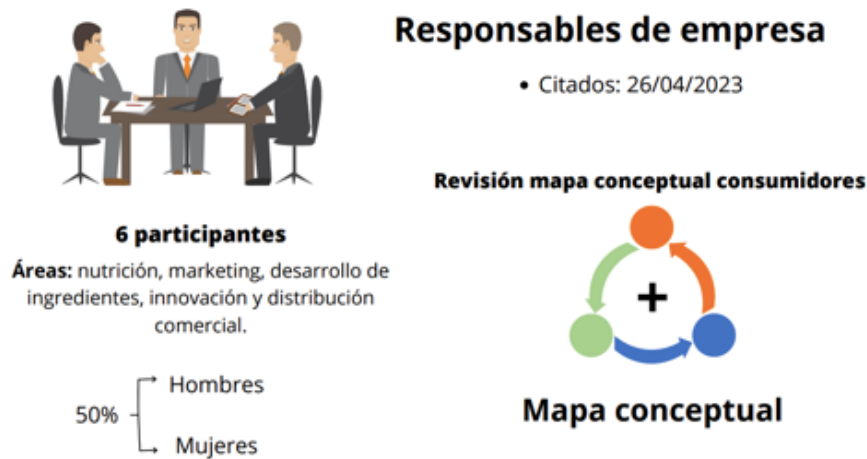 Responsables de empresa
• Citados: 26/04/2023
6 participantes
Áreas: nutrición, marketing, desarrollo de
ingredientes, innovación y distribución
comercial.
50%
Hombres
Mujeres
Revisión mapa conceptual consumidores
+
Mapa conceptual